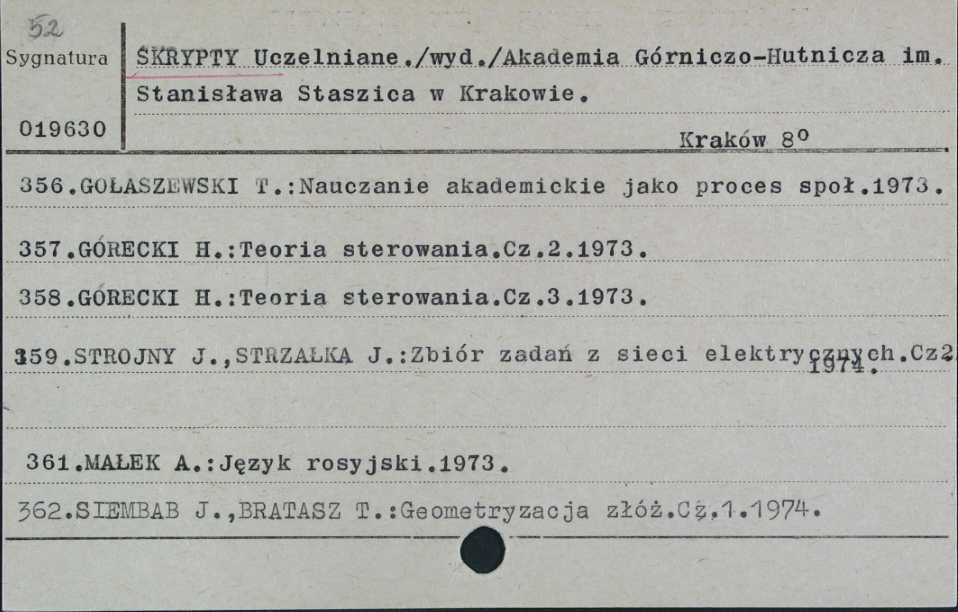 52
Sygnatura
SKRYPTY Uczelniane./wyd./Akademia Górniczo-Hutnicza im.
Stanisława Staszica w Krakowie.
019630
Kraków 8°
356.GOŁASZEWSKI T.:Nauczanie akademickie jako proces społ.1973.
357.GÓRECKI H.:Teoria sterowania.Cz.2.1973.
358.GÓRECKI H.:Teoria sterowania.Cz.3.1973.
359.STROJNY J.,STRZAŁKA J.:Zbiór zadań z sieci elektrycznych.Cz2.
1974.
361.MAŁEK A.:Język rosyjski.1973.
362.SIEMBAB J.,BRATASZ T.:Geometryzacja złóż.Cz.1.1974.